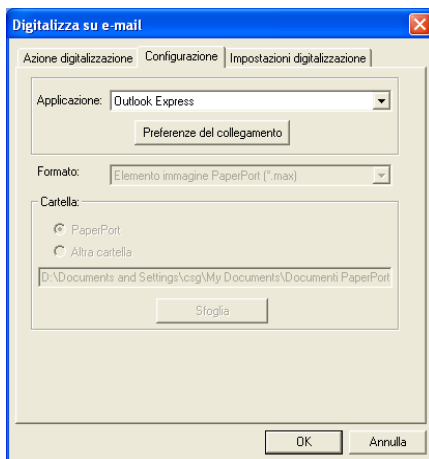 Digitalizza su e-mail
Azione digitalizzazione Configurazione Impostazioni digitalizzazione
Applicazione: Outlook Express
Preferenze del collegamento
Formato: Elemento immagine PaperPort (*.max)
Cartella:
PaperPort
Altra cartella
D:\Documents and Settings\csg\My Documents\Documenti PaperPort
Sfoglia
OK Annulla